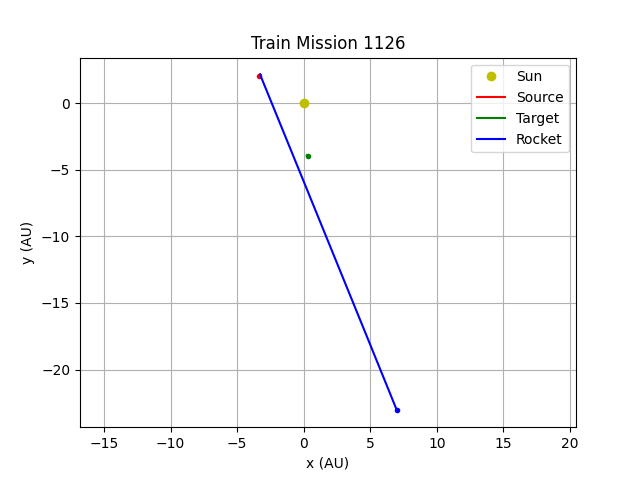 Train Mission 1126
Sun
Source
Target
Rocket
y (AU)
0
−5
−10
−15
−20
−15
−10
−5
0
5
10
15
20
x (AU)